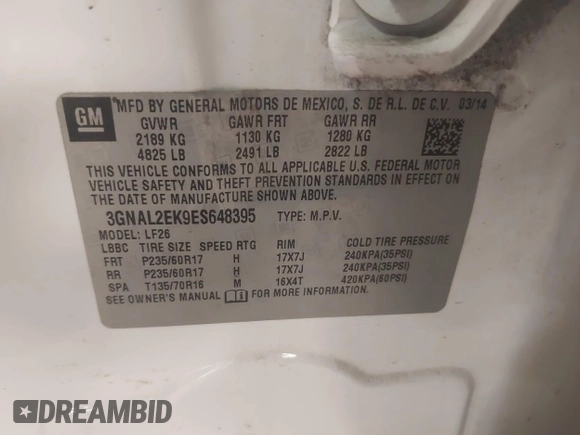 GM MFD BY GENERAL MOTORS DE MEXICO, S. DE R.L. DE C.V. 03/14
GVWR GAWR FRT GAWR RR
2189 KG 1130 KG 1280 KG
4825 LB 2491 LB 2822 LB
THIS VEHICLE CONFORMS TO ALL APPLICABLE U.S. FEDERAL MOTOR
VEHICLE SAFETY AND THEFT PREVENTION STANDARDS IN EFFECT ON
THE DATE OF MANUFACTURE SHOWN ABOVE.
3GNAL2EK9ES648395 TYPE: M.P.V.
MODEL: LF26
LBBC TIRE SIZE SPEED RTG RIM COLD TIRE PRESSURE
FRT P235/60R17 H 17X7J 240KPA(35PSI)
RR P235/60R17 H 17X7J 240KPA(35PSI)
SPA T135/70R16 M 16X4T 420KPA(60PSI)
SEE OWNER'S MANUAL i FOR MORE INFORMATION.
DREAMBID